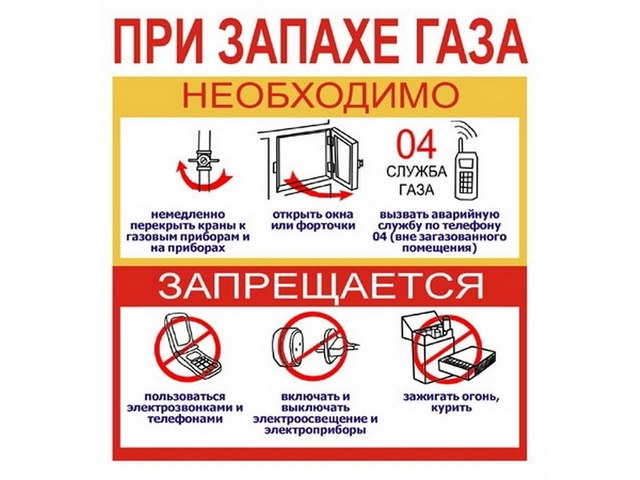 ПРИ ЗАПАХЕ ГАЗА
НЕОБХОДИМО
немедленно
перекрыть краны к
газовым приборам и
на приборах
открыть окна
или форточки
04
СЛУЖБА
ГАЗА
вызвать аварийную
службу по телефону
04 (вне загазованного
помещения)
ЗАПРЕЩАЕТСЯ
пользоваться
электрозвонками и
телефонами
включать и
выключать
электроосвещение и
электроприборы
зажигать огонь,
курить